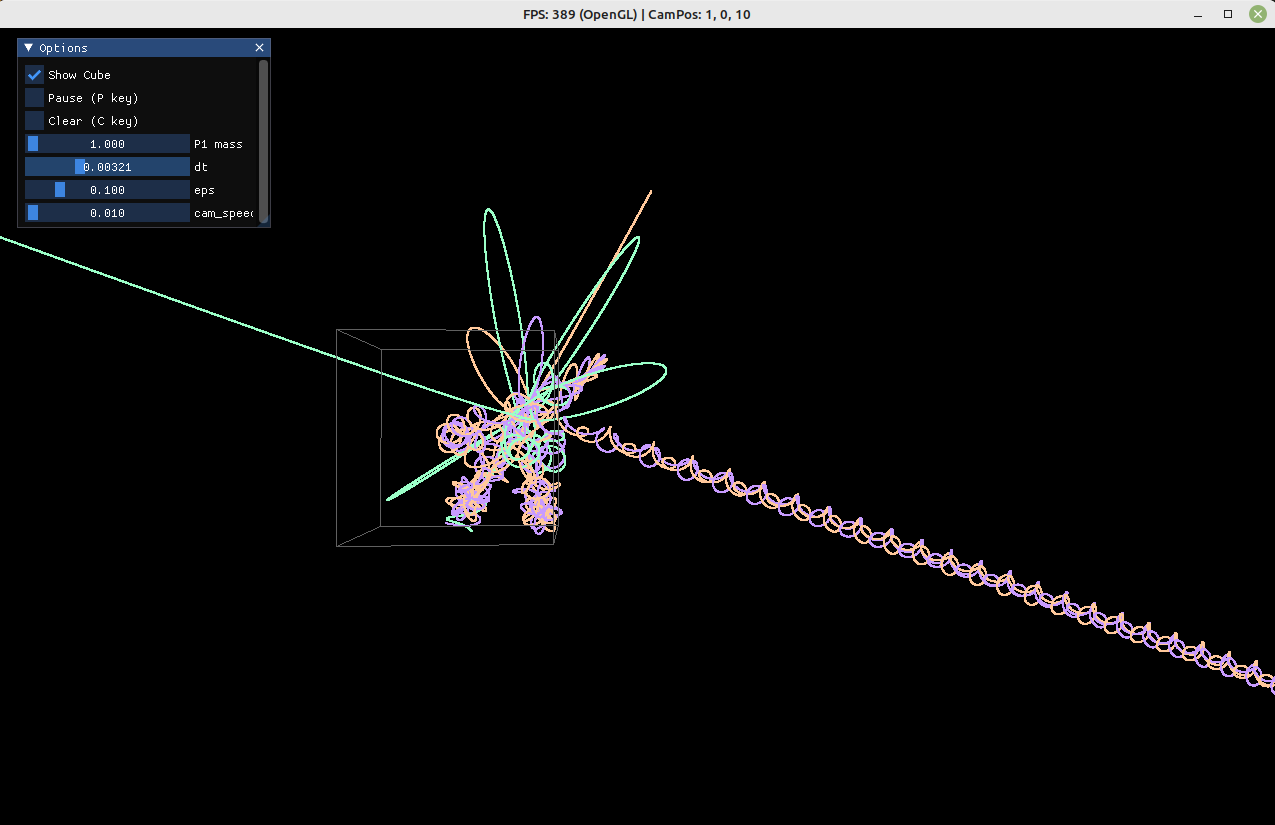 FPS: 389 (OpenGL) | CamPos: 1, 0, 10
Options
Show Cube
Pause (P key)
Clear (C key)
1.000 P1 mass
0.00321 dt
0.100 eps
0.010 cam_speed